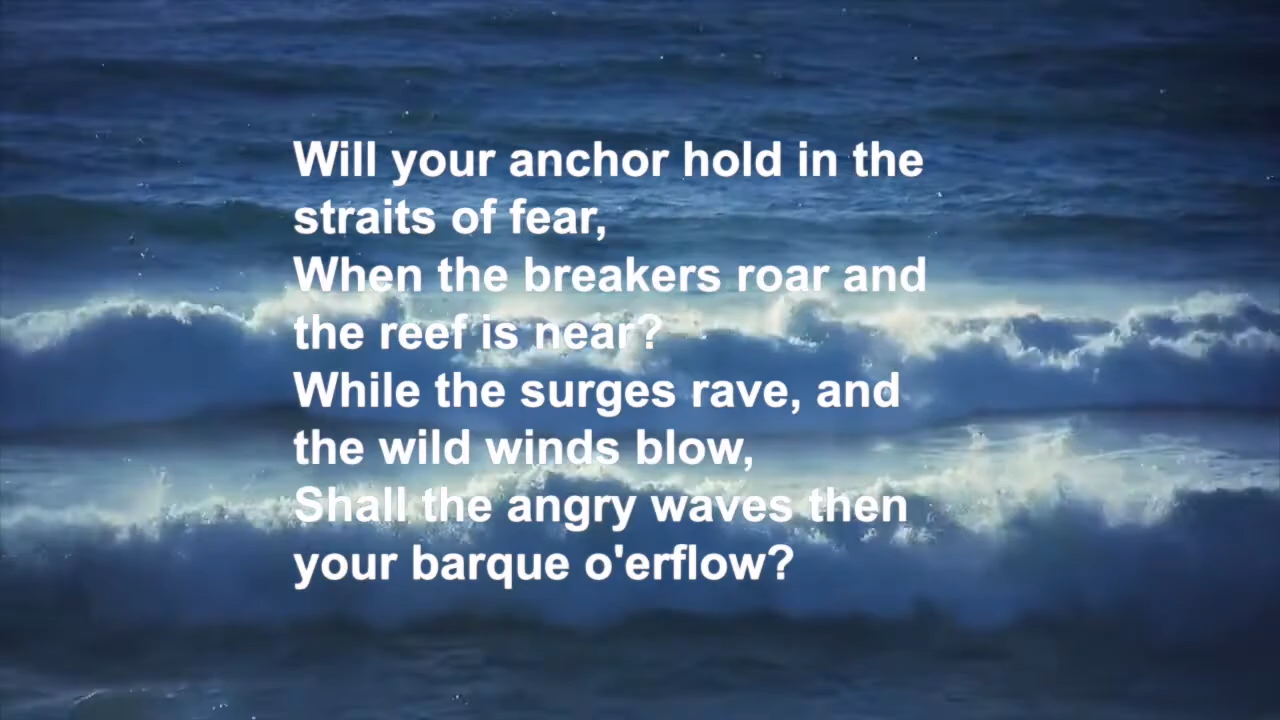 Will your anchor hold in the
straits of fear,
When the breakers roar and
the reef is near?
While the surges rave, and
the wild winds blow,
Shall the angry waves then
your barque o'erflow?